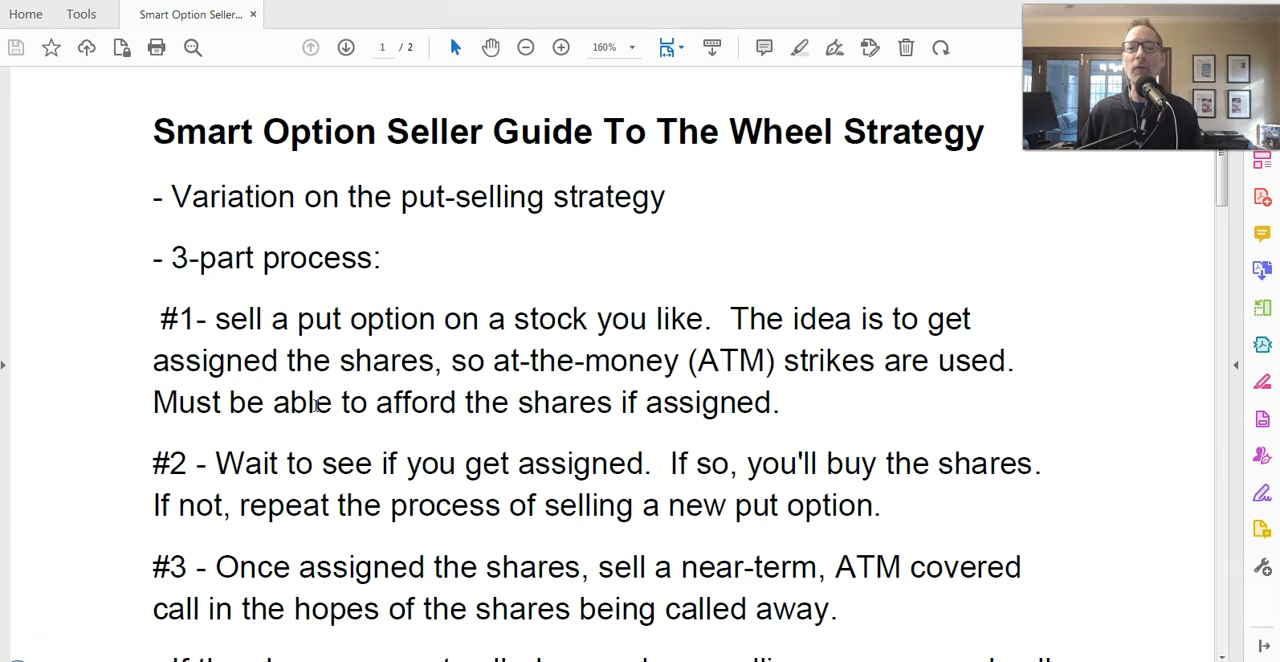 Home Tools Smart Option Seller... ×
1 / 2 160%
Smart Option Seller Guide To The Wheel Strategy
- Variation on the put-selling strategy
- 3-part process:
#1- sell a put option on a stock you like. The idea is to get
assigned the shares, so at-the-money (ATM) strikes are used.
Must be able to afford the shares if assigned.
#2 - Wait to see if you get assigned. If so, you'll buy the shares.
If not, repeat the process of selling a new put option.
#3 - Once assigned the shares, sell a near-term, ATM covered
call in the hopes of the shares being called away.